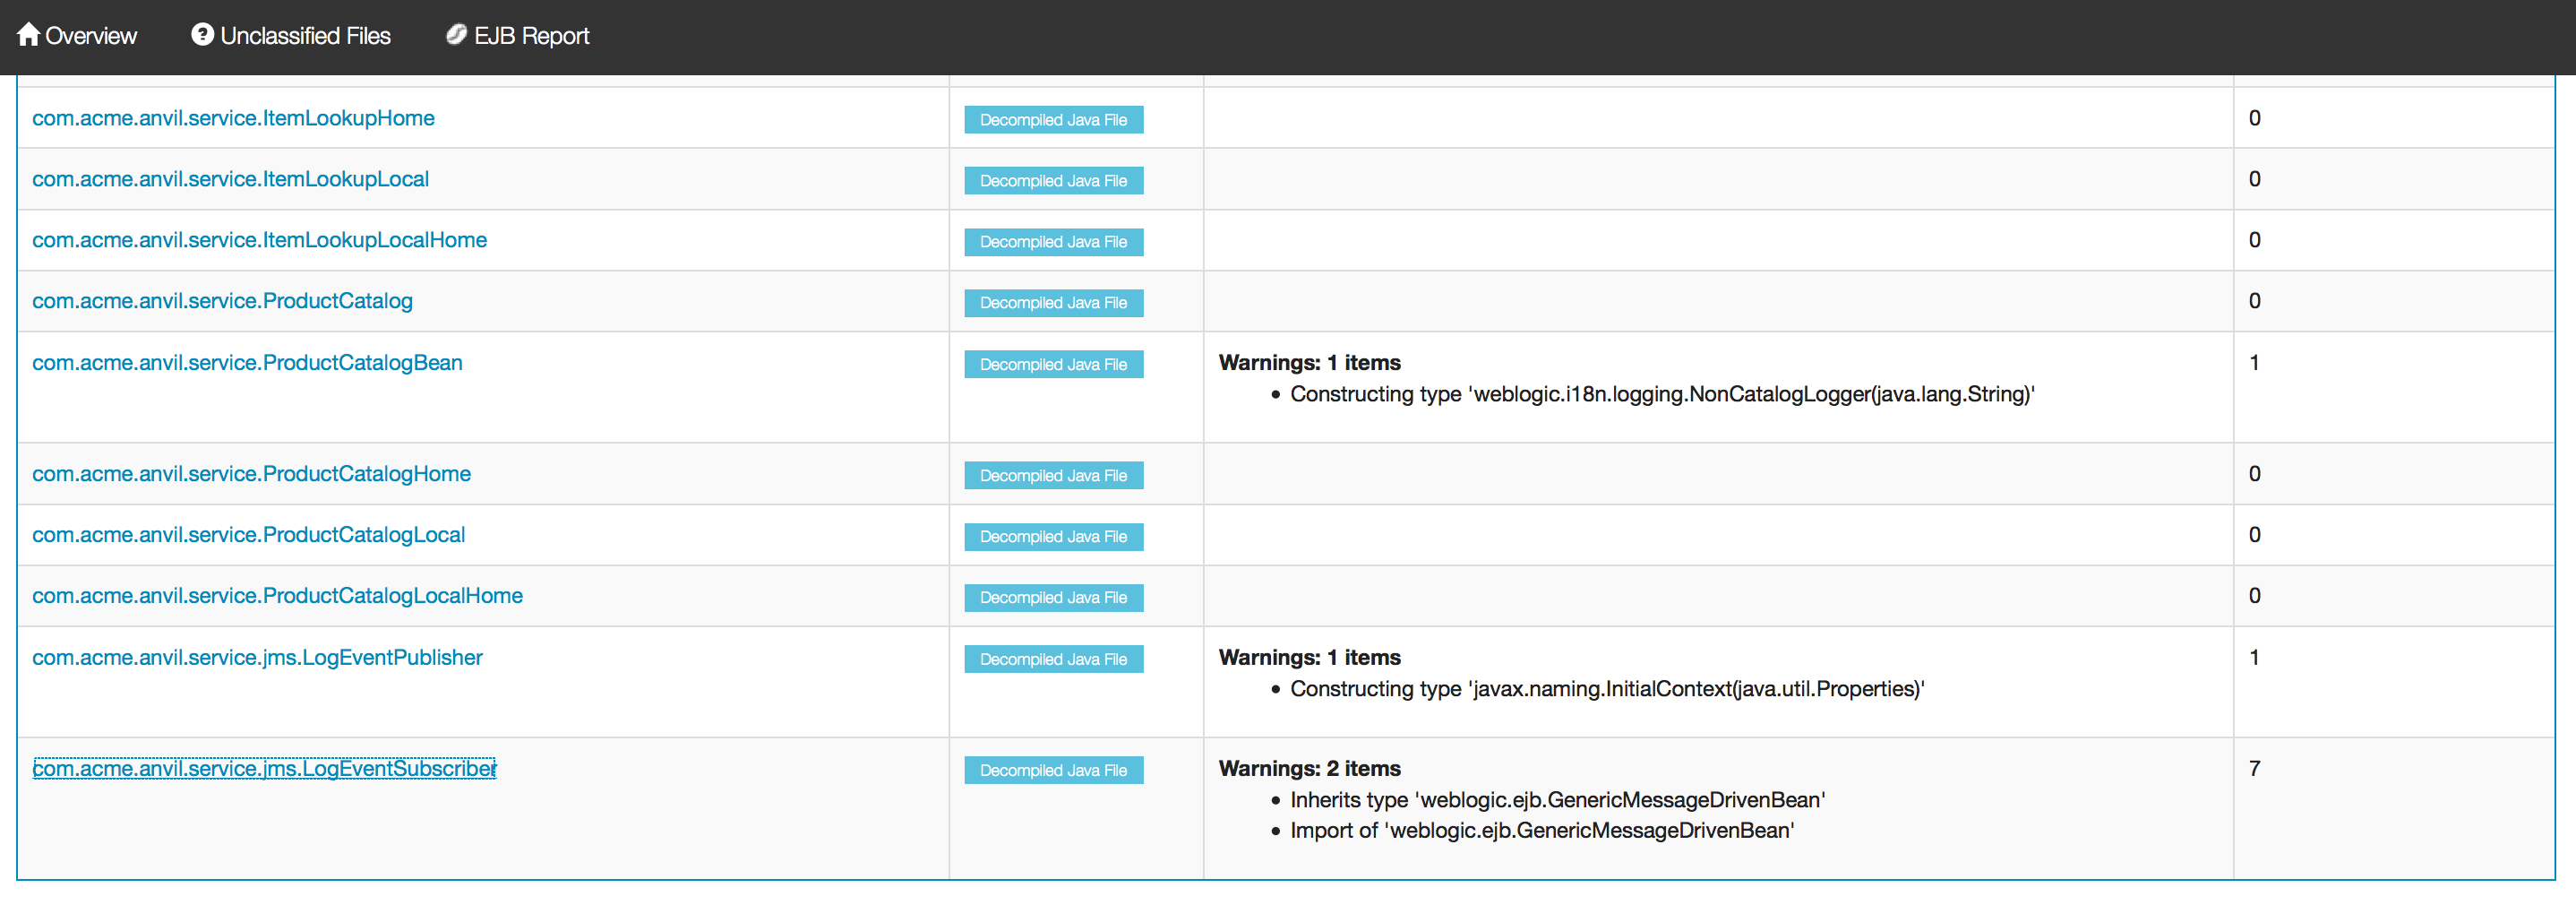 Overview Unclassified Files EJB Report
com.acme.anvil.service.ItemLookupHome Decompiled Java File 0
com.acme.anvil.service.ItemLookupLocal Decompiled Java File 0
com.acme.anvil.service.ItemLookupLocalHome Decompiled Java File 0
com.acme.anvil.service.ProductCatalog Decompiled Java File 0
com.acme.anvil.service.ProductCatalogBean Decompiled Java File Warnings: 1 items 1
• Constructing type 'weblogic.i18n.logging.NonCatalogLogger(java.lang.String)'
com.acme.anvil.service.ProductCatalogHome Decompiled Java File 0
com.acme.anvil.service.ProductCatalogLocal Decompiled Java File 0
com.acme.anvil.service.ProductCatalogLocalHome Decompiled Java File 0
com.acme.anvil.service.jms.LogEventPublisher Decompiled Java File Warnings: 1 items 1
• Constructing type 'javax.naming.InitialContext(java.util.Properties)'
com.acme.anvil.service.jms.LogEventSubscriber Decompiled Java File Warnings: 2 items 7
• Inherits type 'weblogic.ejb.GenericMessageDrivenBean'
• Import of 'weblogic.ejb.GenericMessageDrivenBean'